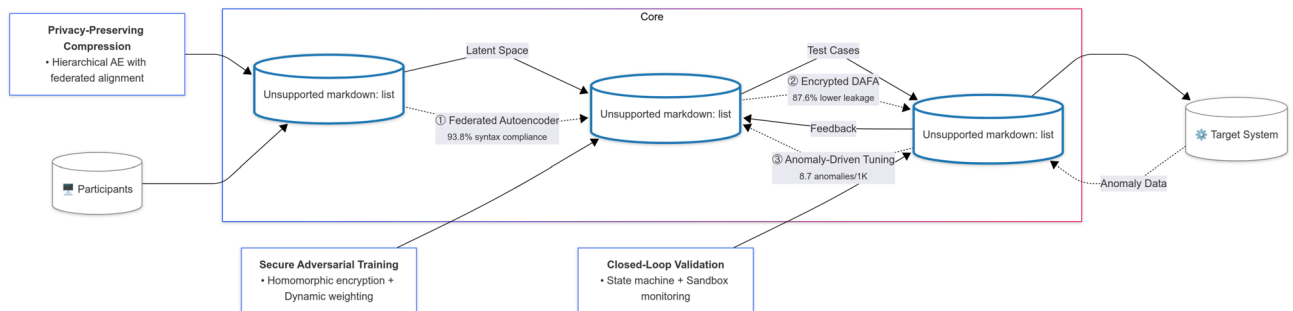 Core
Privacy-Preserving
Compression
• Hierarchical AE with
federated alignment
🖥️ Participants
Unsupported markdown: list
Latent Space
① Federated Autoencoder
93.8% syntax compliance
Unsupported markdown: list
Test Cases
② Encrypted DAFA
87.6% lower leakage
Feedback
③ Anomaly-Driven Tuning
8.7 anomalies/1K
Unsupported markdown: list
⚙️ Target System
Anomaly Data
Secure Adversarial Training
• Homomorphic encryption +
Dynamic weighting
Closed-Loop Validation
• State machine + Sandbox
monitoring